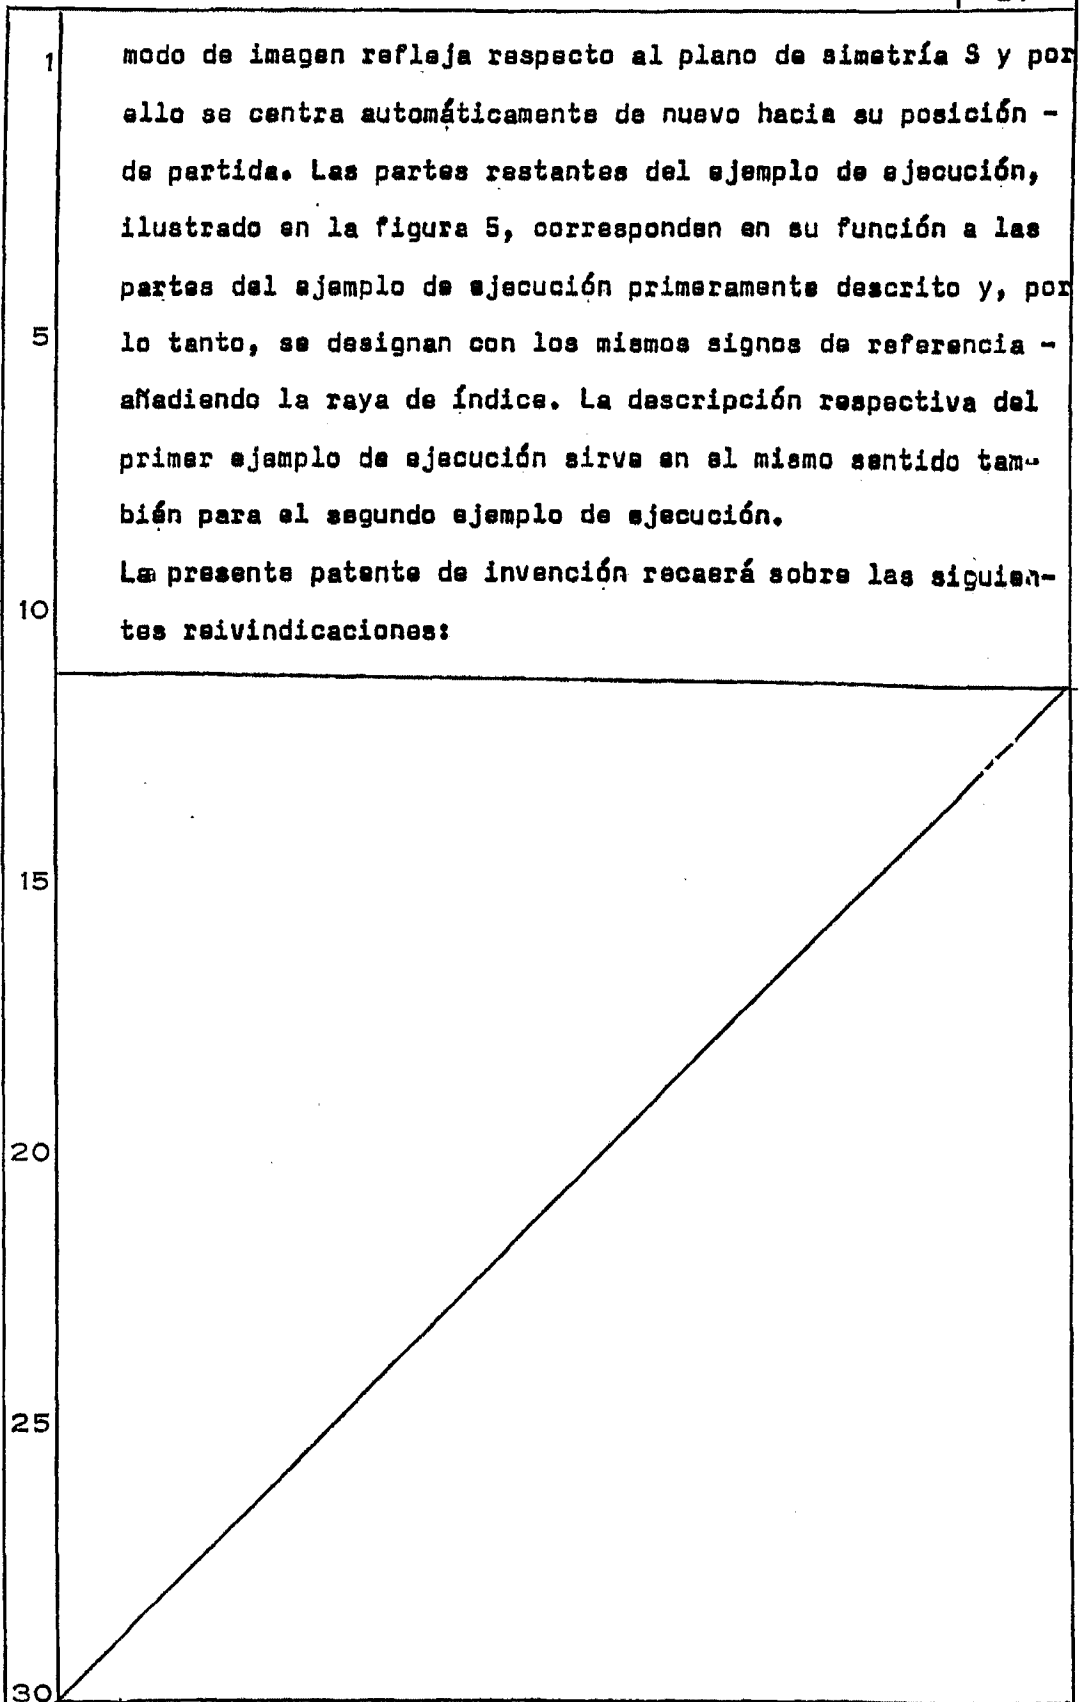 1 modo de imagen refleja respecto al plano de simetría S y por
ello se centra automáticamente de nuevo hacia su posición -
de partida. Las partes restantes del ejemplo de ejecución,
ilustrado en la figura 5, corresponden en su función a las
partes del ejemplo de ejecución primeramente descrito y, por
5 lo tanto, se designan con los mismos signos de referencia -
añadiendo la raya de índice. La descripción respectiva del
primer ejemplo de ejecución sirve en el mismo sentido tam-
bién para el segundo ejemplo de ejecución.
La presente patente de invención recaerá sobre las siguien-
10 tes reivindicaciones:
15
20
25
30